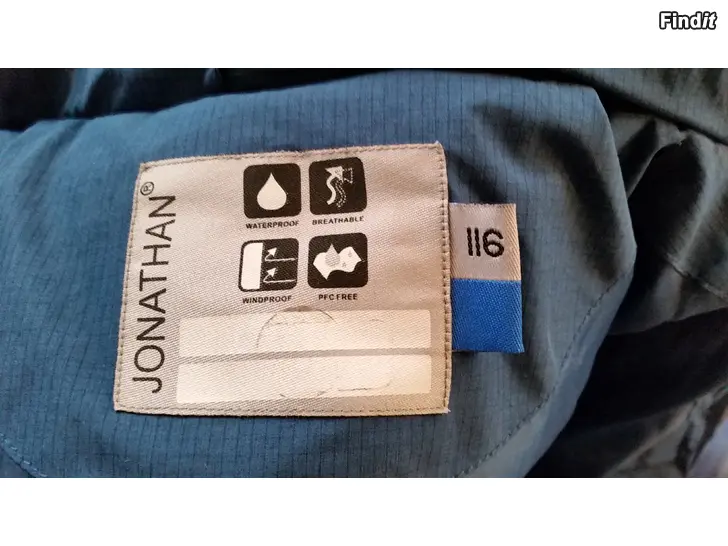 Findit
JONATHAN®
WATERPROOF BREATHABLE
WINDPROOF PFC FREE
116